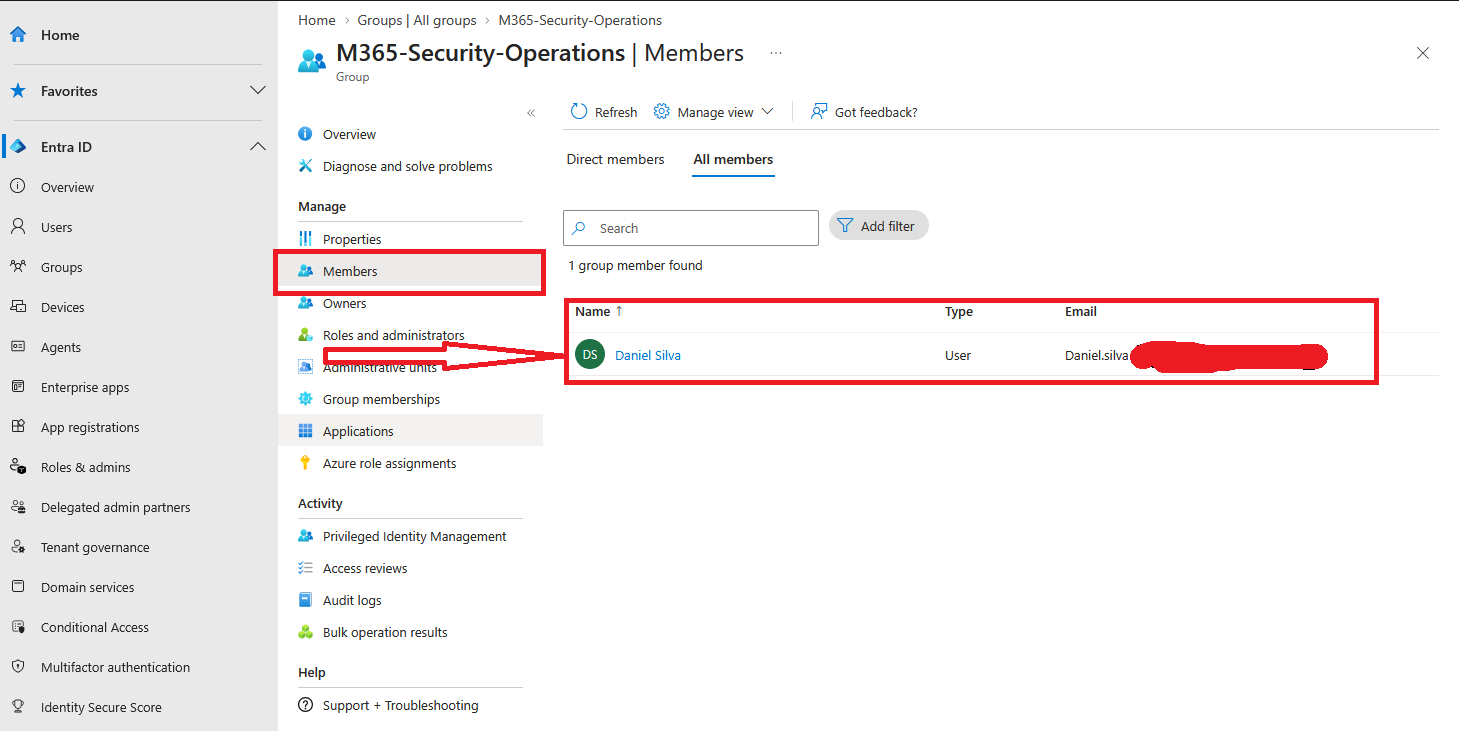 Home
Favorites
Entra ID
Overview
Users
Groups
Devices
Agents
Enterprise apps
App registrations
Roles & admins
Delegated admin partners
Tenant governance
Domain services
Conditional Access
Multifactor authentication
Identity Secure Score
Home › Groups | All groups › M365-Security-Operations
M365-Security-Operations | Members ...
Group
«
Overview
Diagnose and solve problems
Manage
Properties
Members
Owners
Roles and administrators
Administrative units
Group memberships
Applications
Azure role assignments
Activity
Privileged Identity Management
Access reviews
Audit logs
Bulk operation results
Help
Support + Troubleshooting
Refresh Manage view Got feedback?
Direct members All members
Search Add filter
1 group member found
Name ↑ Type Email
DS Daniel Silva User Daniel.silva